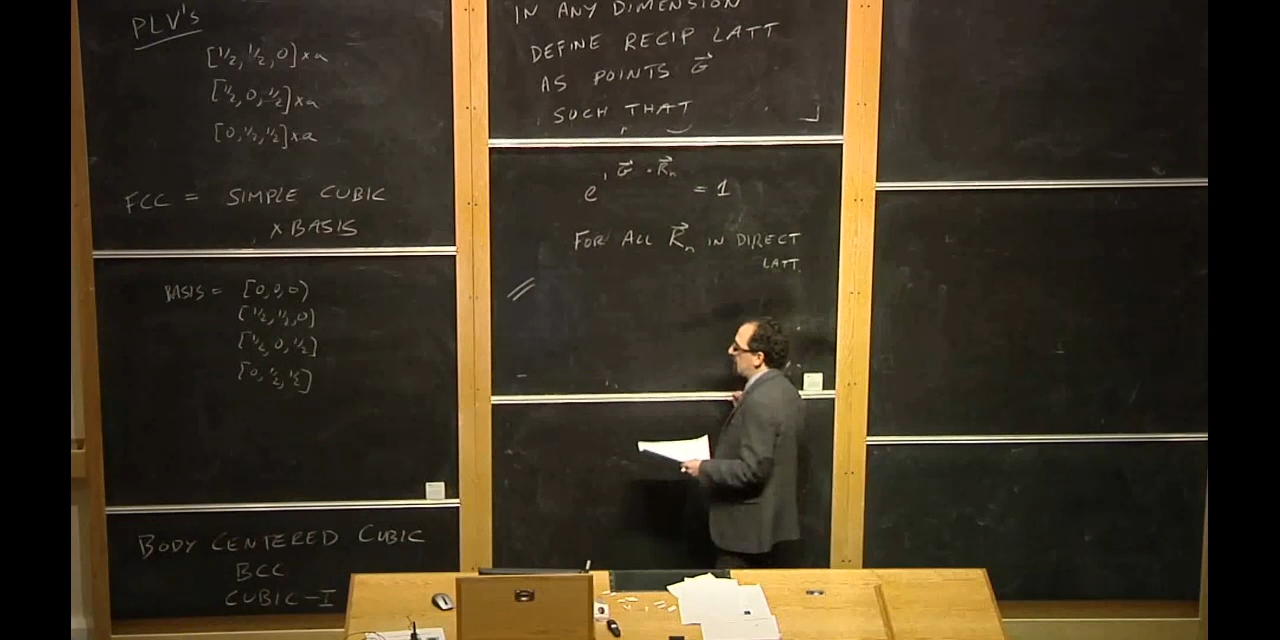 PLV's
[1/2, 1/2, 0] x a
[1/2, 0, 1/2] x a
[0, 1/2, 1/2] x a
FCC = SIMPLE CUBIC
x BASIS
BASIS = [0, 0, 0)
[1/2, 1/2, 0]
[1/2, 0, 1/2]
[0, 1/2, 1/2]
BODY CENTERED CUBIC
BCC
CUBIC-I
IN ANY DIMENSION
DEFINE RECIP LATT
AS POINTS G⃗
SUCH THAT
e^{i G⃗ · R⃗n} = 1
FOR ALL R⃗n IN DIRECT
LATT.